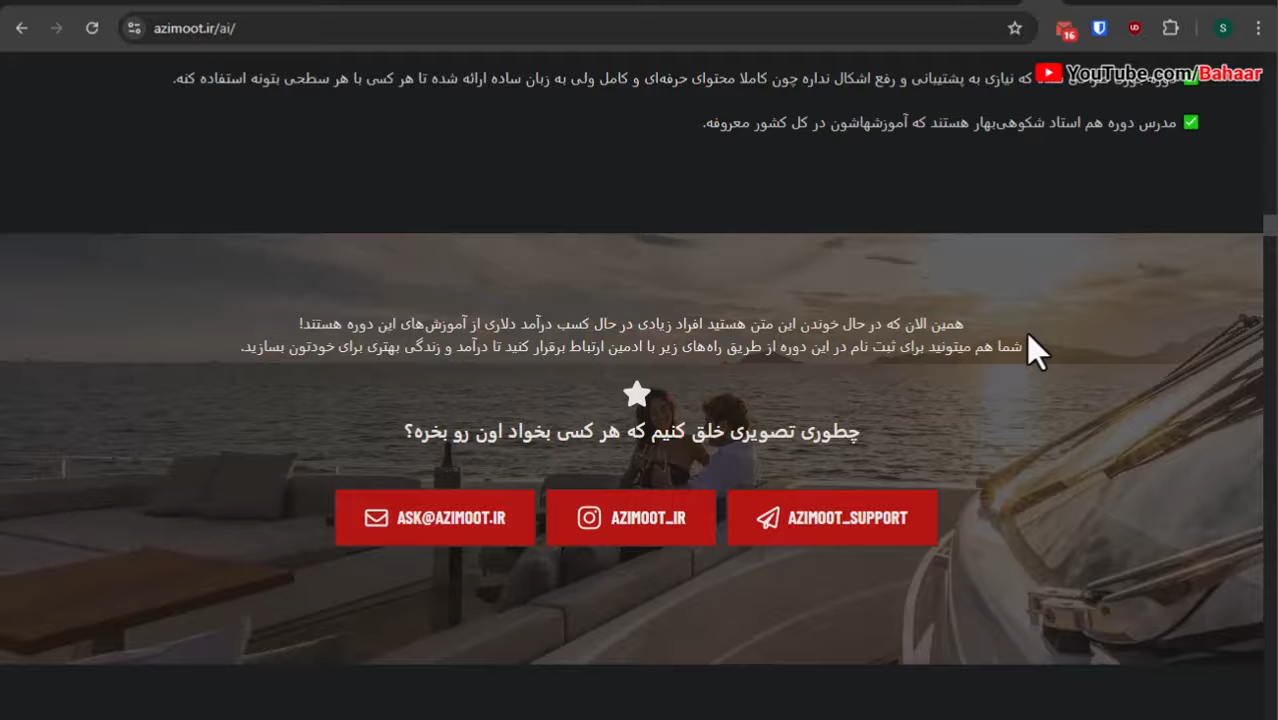 azimoot.ir/ai/
16
YouTube.com/Bahaar
که نیازی به پشتیبانی و رفع اشکال نداره چون کاملا محتوای حرفه‌ای و کامل ولی به زبان ساده ارائه شده تا هر کسی با هر سطحی بتونه استفاده کنه.
✅ مدرس دوره هم استاد شکوهی‌بهار هستند که آموزشهاشون در کل کشور معروفه.
همین الان که در حال خوندن این متن هستید افراد زیادی در حال کسب درآمد دلاری از آموزش‌های این دوره هستند!
شما هم میتونید برای ثبت نام در این دوره از طریق راه‌های زیر با ادمین ارتباط برقرار کنید تا درآمد و زندگی بهتری برای خودتون بسازید.
چطوری تصویری خلق کنیم که هر کسی بخواد اون رو بخره؟
ASK@AZIMOOT.IR
AZIMOOT_IR
AZIMOOT_SUPPORT